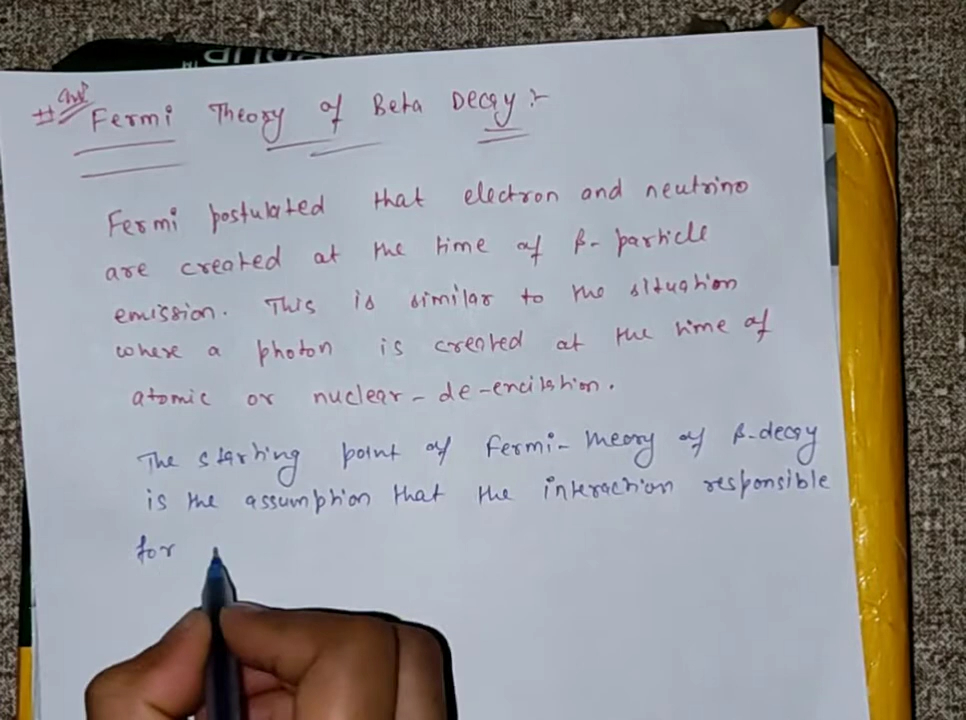 # Ans Fermi Theory of Beta Decay :-
Fermi postulated that electron and neutrino
are created at the time of β- particle
emission. This is similar to the situation
where a photon is created at the time of
atomic or nuclear-de-encitation.
The starting point of Fermi-theory of β-decay
is the assumption that the interaction responsible
for